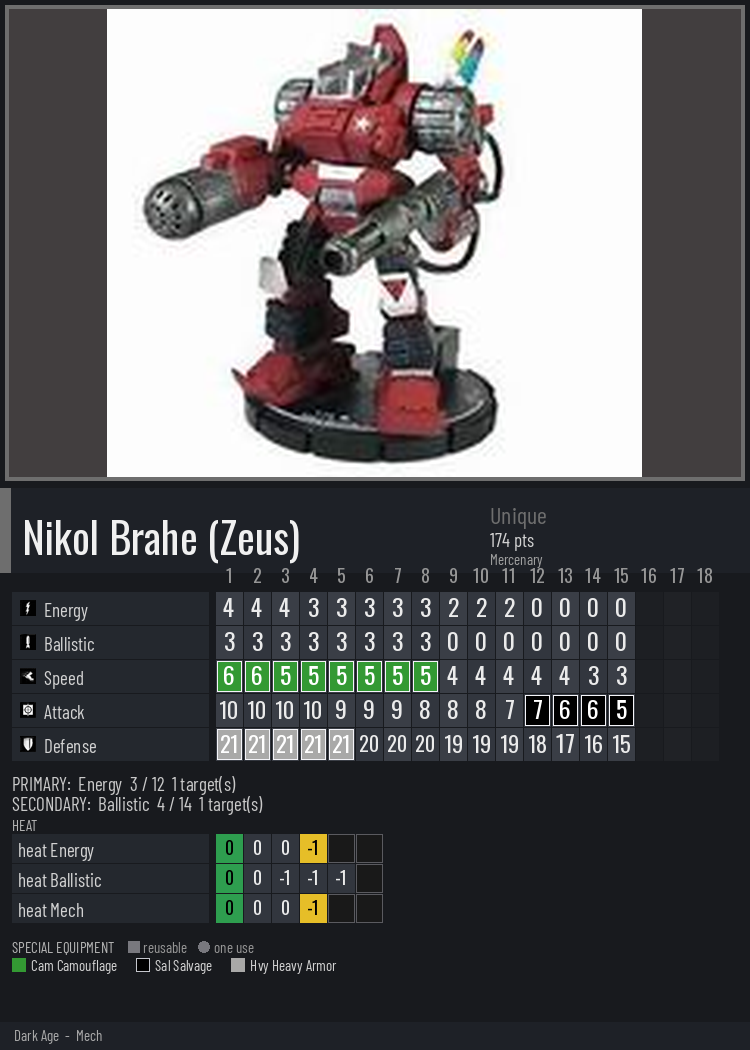 Nikol Brahe (Zeus)
Unique
174 pts
Mercenary
1 2 3 4 5 6 7 8 9 10 11 12 13 14 15 16 17 18
Energy 4 4 4 3 3 3 3 3 2 2 2 0 0 0 0
Ballistic 3 3 3 3 3 3 3 3 0 0 0 0 0 0 0
Speed 6 6 5 5 5 5 5 5 4 4 4 4 4 3 3
Attack 10 10 10 10 9 9 9 8 8 8 7 7 6 6 5
Defense 21 21 21 21 21 20 20 20 19 19 19 18 17 16 15
PRIMARY: Energy 3 / 12 1 target(s)
SECONDARY: Ballistic 4 / 14 1 target(s)
HEAT
heat Energy 0 0 0 -1
heat Ballistic 0 0 -1 -1 -1
heat Mech 0 0 0 -1
SPECIAL EQUIPMENT reusable one use
Cam Camouflage Sal Salvage Hvy Heavy Armor
Dark Age - Mech